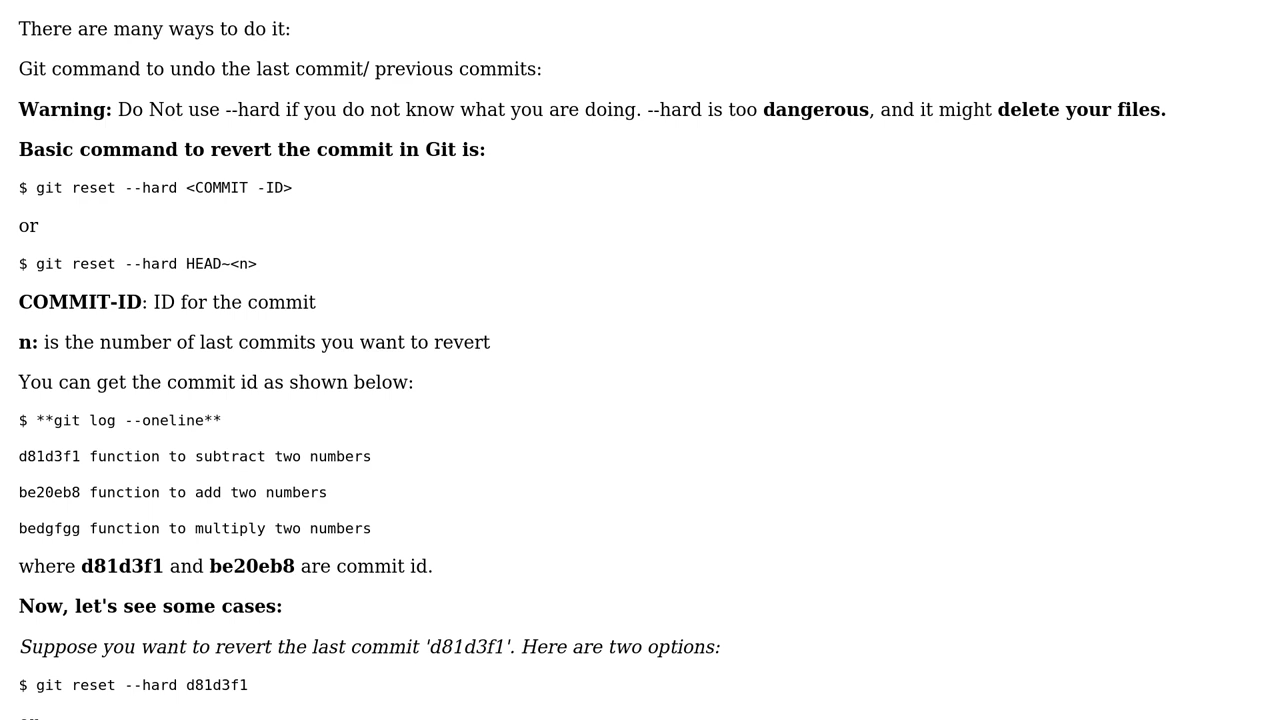 There are many ways to do it:
Git command to undo the last commit/ previous commits:
Warning: Do Not use --hard if you do not know what you are doing. --hard is too dangerous, and it might delete your files.
Basic command to revert the commit in Git is:
$ git reset --hard <COMMIT -ID>
or
$ git reset --hard HEAD~<n>
COMMIT-ID: ID for the commit
n: is the number of last commits you want to revert
You can get the commit id as shown below:
$ **git log --oneline**
d81d3f1 function to subtract two numbers
be20eb8 function to add two numbers
bedgfgg function to multiply two numbers
where d81d3f1 and be20eb8 are commit id.
Now, let's see some cases:
Suppose you want to revert the last commit 'd81d3f1'. Here are two options:
$ git reset --hard d81d3f1